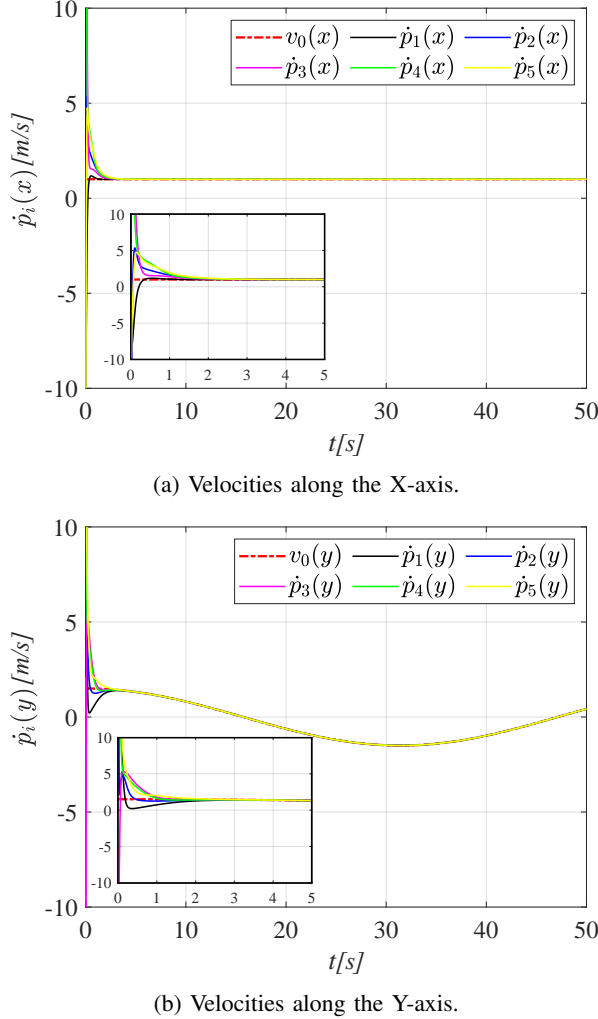 10
v₀(x) ṗ₁(x) ṗ₂(x)
ṗ₃(x) ṗ₄(x) ṗ₅(x)
5
0
-5
-10
ṗᵢ(x) [m/s]
10
5
0
-5
-10
0 1 2 3 4 5
0 10 20 30 40 50
t[s]
(a) Velocities along the X-axis.
10
v₀(y) ṗ₁(y) ṗ₂(y)
ṗ₃(y) ṗ₄(y) ṗ₅(y)
5
0
-5
-10
ṗᵢ(y) [m/s]
10
5
0
-5
-10
0 1 2 3 4 5
0 10 20 30 40 50
t[s]
(b) Velocities along the Y-axis.